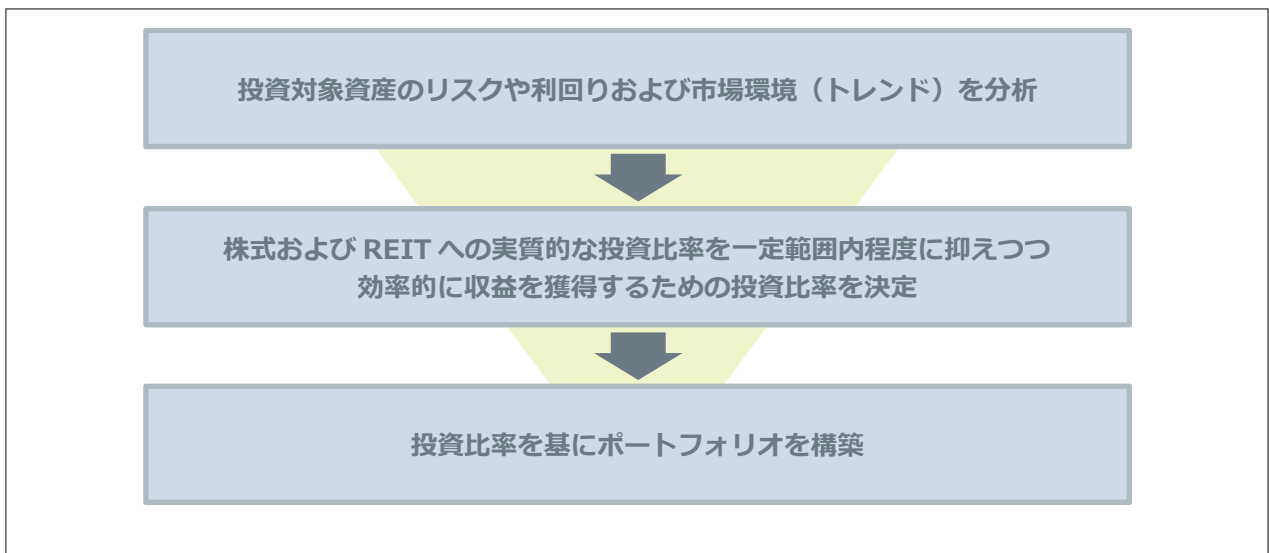 投資対象資産のリスクや利回りおよび市場環境（トレンド）を分析
株式および REIT への実質的な投資比率を一定範囲内程度に抑えつつ
効率的に収益を獲得するための投資比率を決定
投資比率を基にポートフォリオを構築